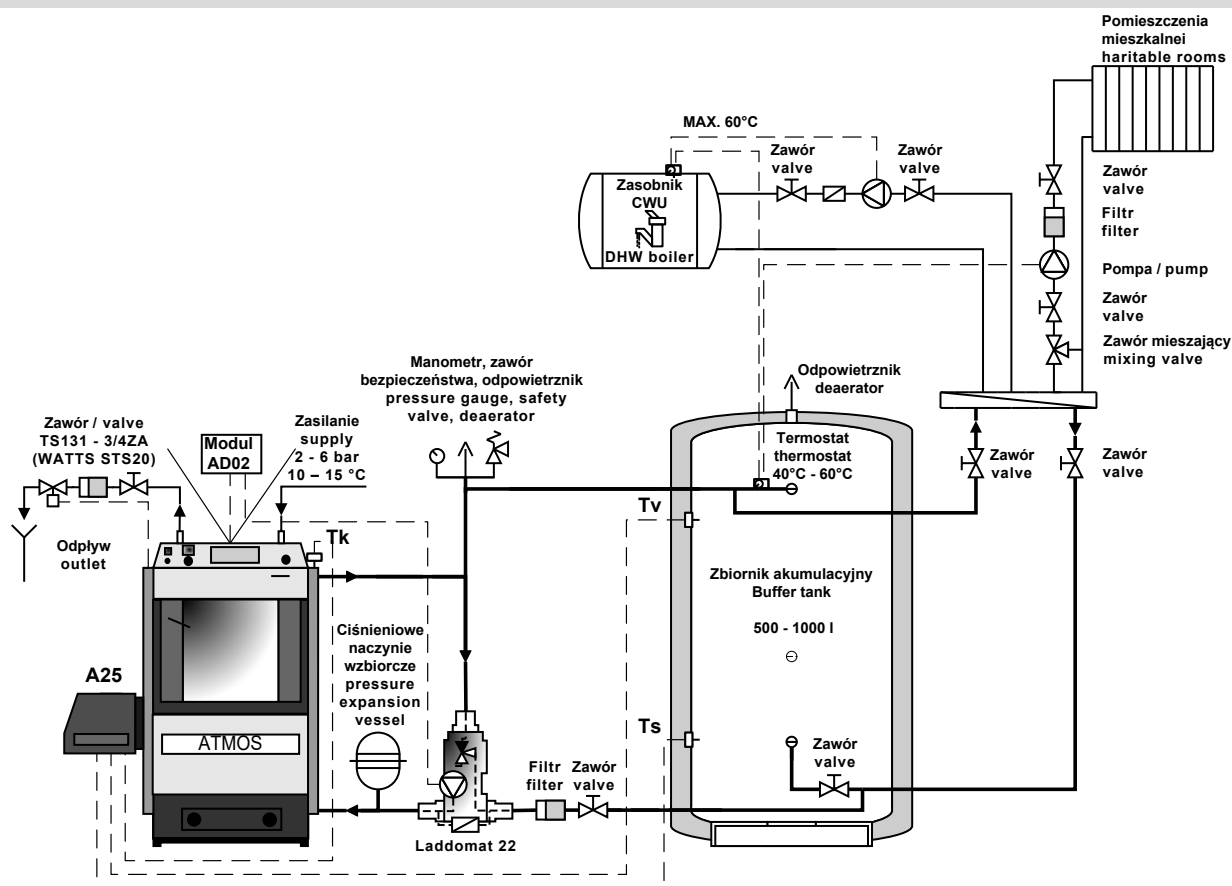 Pomieszczenia
mieszkalnei
haritable rooms
MAX. 60°C
Zawór
valve
Zawór
valve
Zasobnik
CWU
DHW boiler
Zawór
valve
Filtr
filter
Pompa / pump
Zawór
valve
Zawór mieszający
mixing valve
Manometr, zawór
bezpieczeństwa, odpowietrznik
pressure gauge, safety
valve, deaerator
Odpowietrznik
deaerator
Zawór / valve
TS131 - 3/4ZA
(WATTS STS20)
Modul
AD02
Zasilanie
supply
2 - 6 bar
10 – 15 °C
Termostat
thermostat
40°C - 60°C
Zawór
valve
Zawór
valve
Tv
Tk
Odpływ
outlet
Zbiornik akumulacyjny
Buffer tank
500 - 1000 l
Ciśnieniowe
naczynie
wzbiorcze
pressure
expansion
vessel
A25
ATMOS
Ts
Filtr
filter
Zawór
valve
Zawór
valve
Laddomat 22